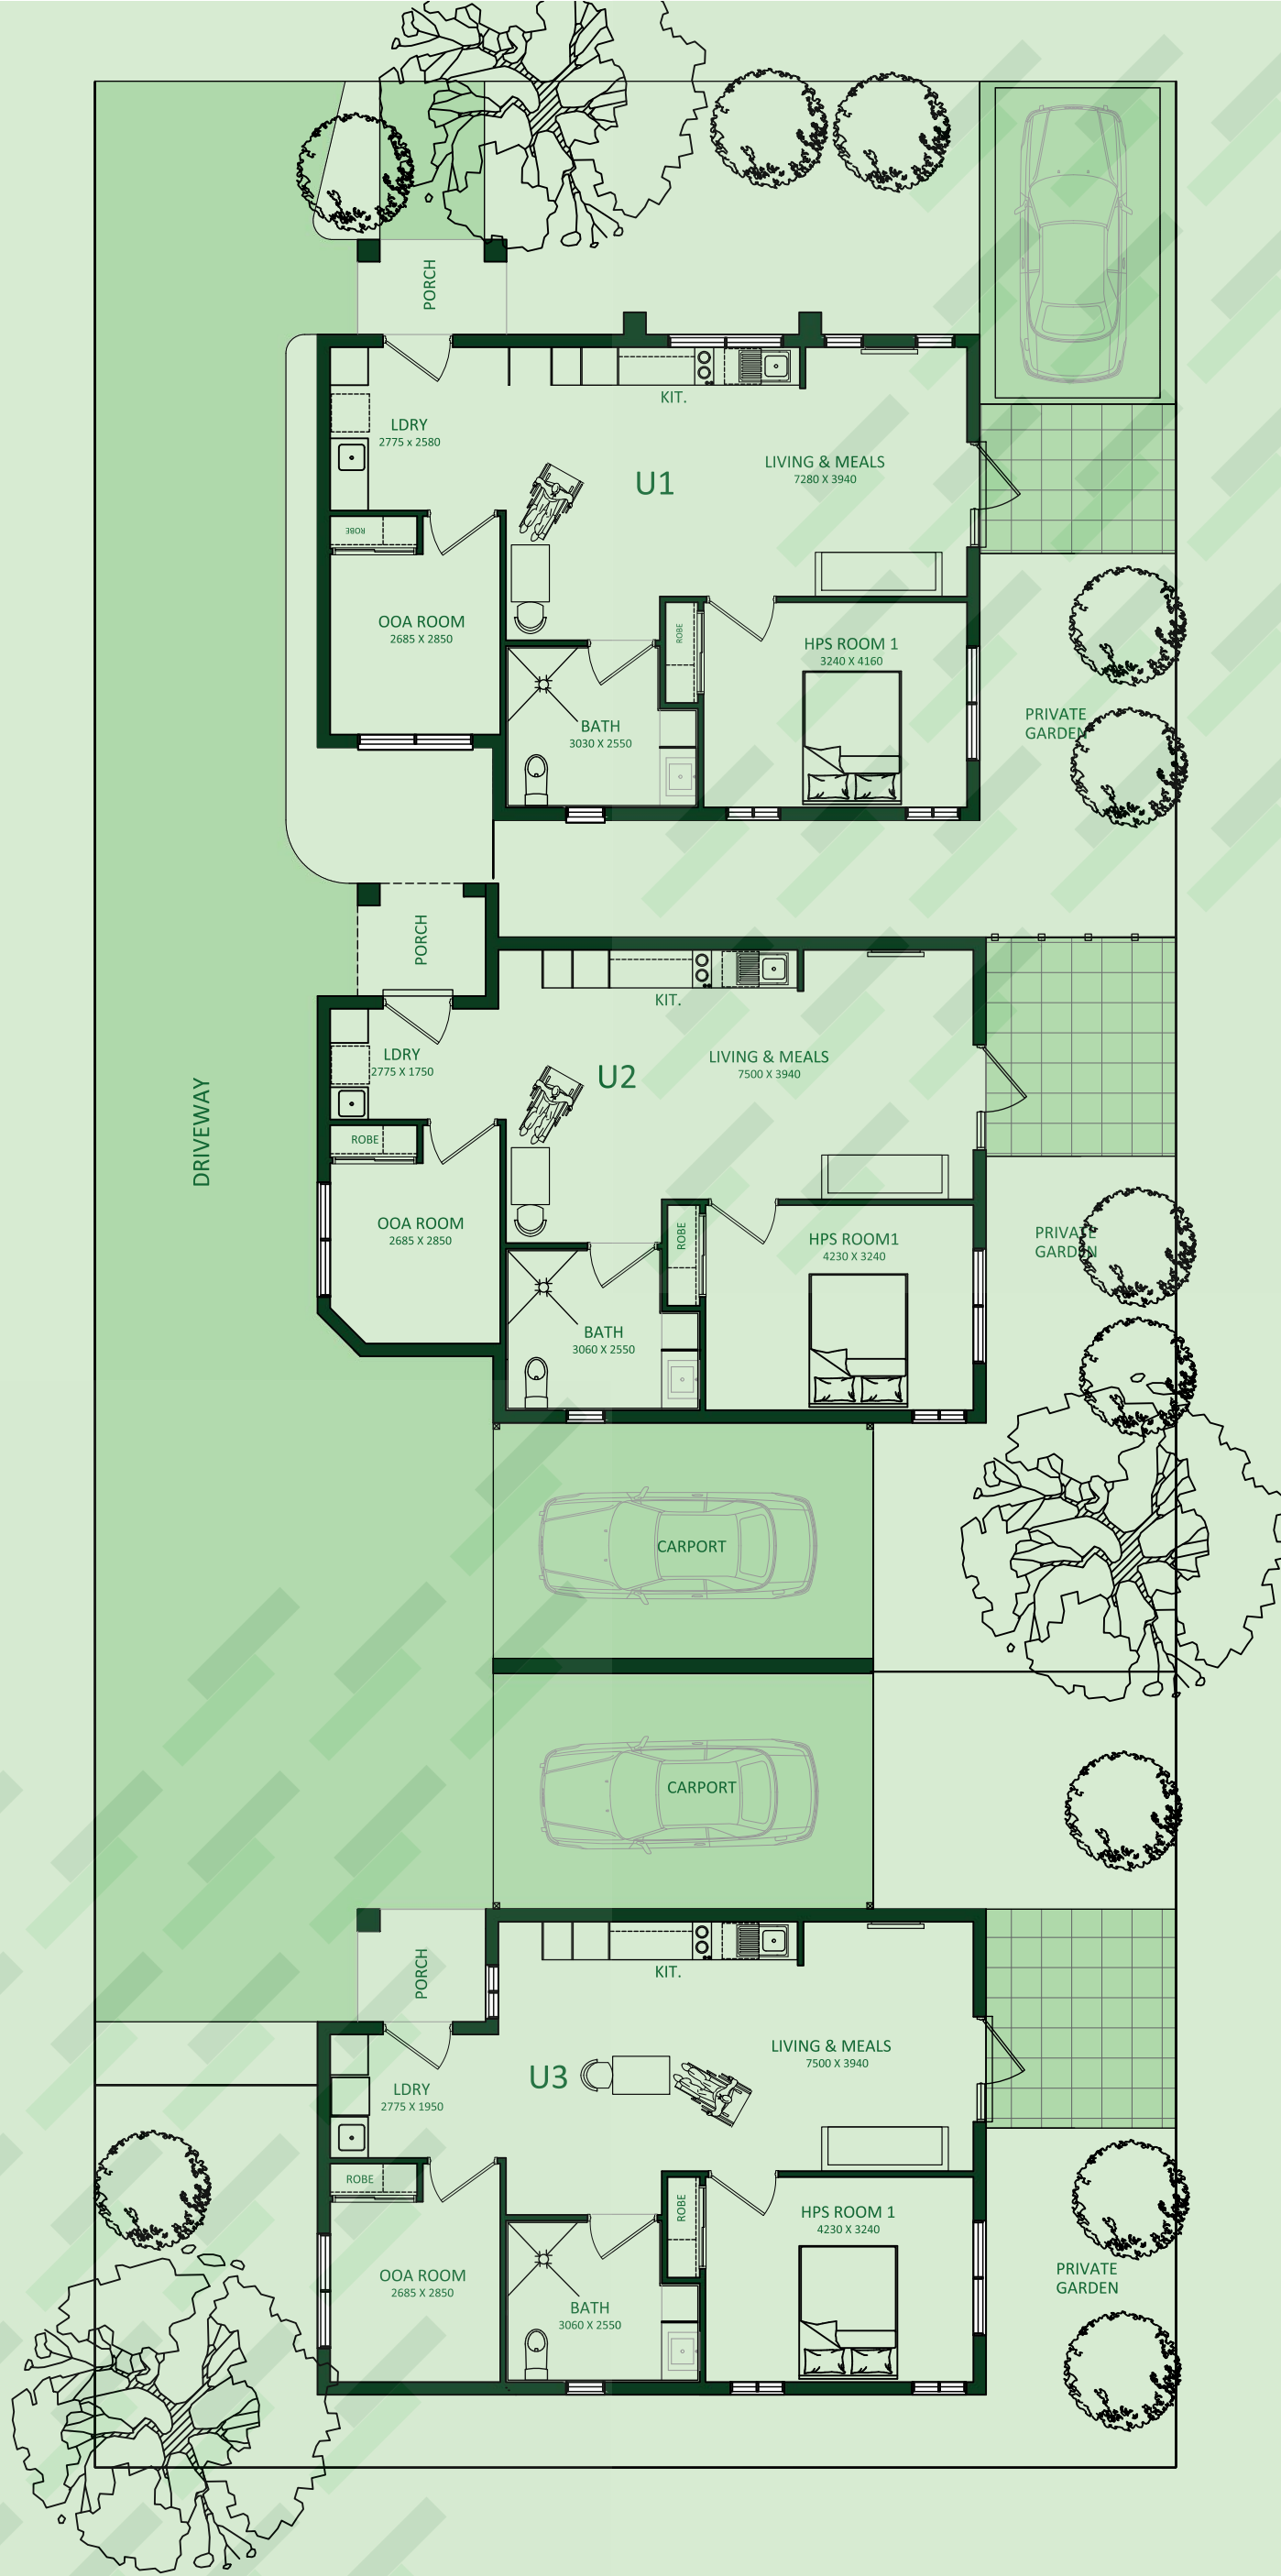 PORCH
KIT.
LDRY
2775 x 2580
LIVING & MEALS
7280 X 3940
U1
ROBE
OOA ROOM
2685 X 2850
ROBE
HPS ROOM 1
3240 X 4160
BATH
3030 X 2550
PRIVATE
GARDEN
PORCH
KIT.
LDRY
2775 X 1750
LIVING & MEALS
7500 X 3940
U2
DRIVEWAY
ROBE
OOA ROOM
2685 X 2850
ROBE
HPS ROOM1
4230 X 3240
PRIVATE
GARDEN
BATH
3060 X 2550
CARPORT
CARPORT
PORCH
KIT.
LIVING & MEALS
7500 X 3940
U3
LDRY
2775 X 1950
ROBE
ROBE
HPS ROOM 1
4230 X 3240
OOA ROOM
2685 X 2850
BATH
3060 X 2550
PRIVATE
GARDEN